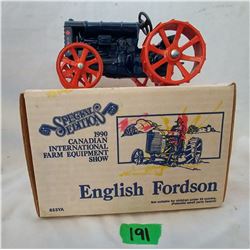 SPECIAL
EDITION
1990
CANADIAN
INTERNATIONAL
FARM EQUIPMENT
SHOW
English Fordson
191